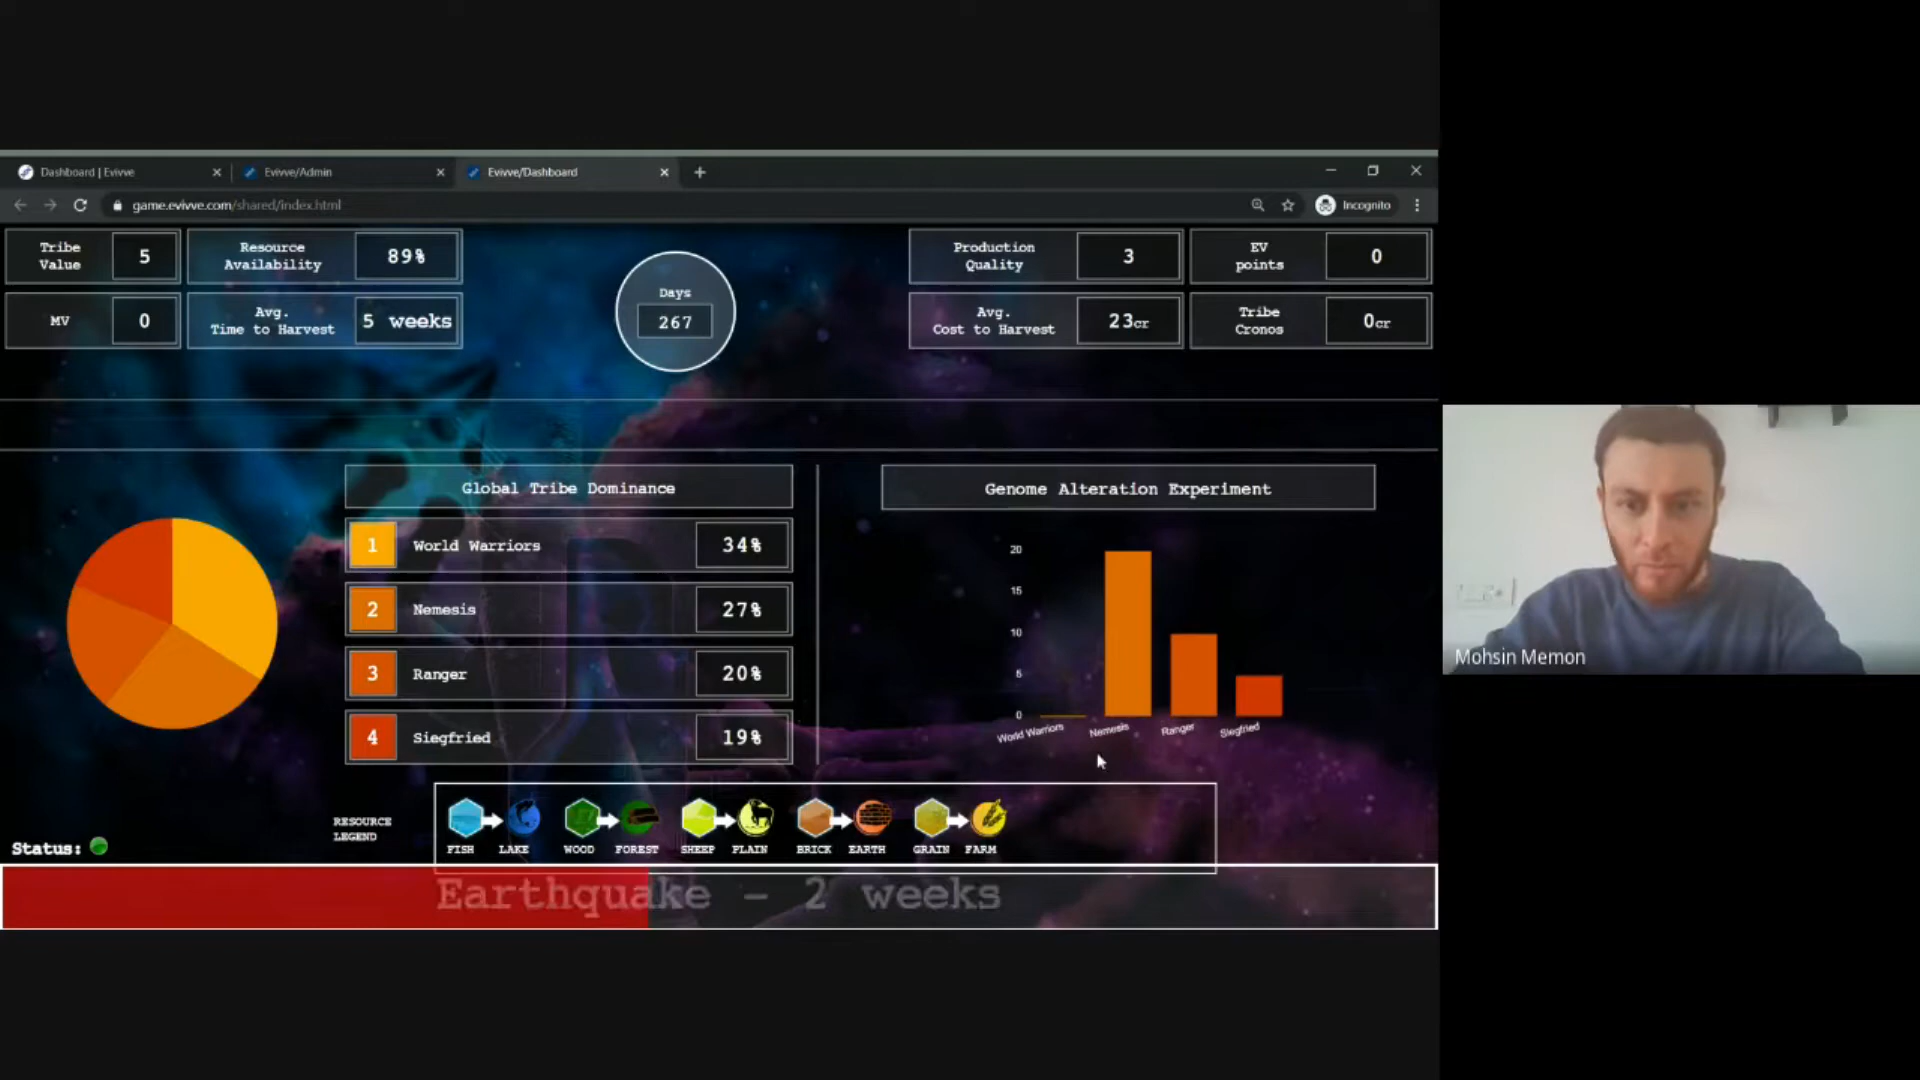 Dashboard | Evivve
Evivve/Admin
Evivve/Dashboard
game.evivve.com/shared/index.html
Incognito
Tribe
Value
5
Resource
Availability
89%
Production
Quality
3
EV
points
0
MV
0
Avg.
Time to Harvest
5 weeks
Days
267
Avg.
Cost to Harvest
23cr
Tribe
Cronos
0cr
Global Tribe Dominance
1 World Warriors 34%
2 Nemesis 27%
3 Ranger 20%
4 Siegfried 19%
Genome Alteration Experiment
20
15
10
5
0
World Warriors Nemesis Ranger Siegfried
Mohsin Memon
RESOURCE
LEGEND
FISH LAKE WOOD FOREST SHEEP PLAIN BRICK EARTH GRAIN FARM
Status:
Earthquake - 2 weeks